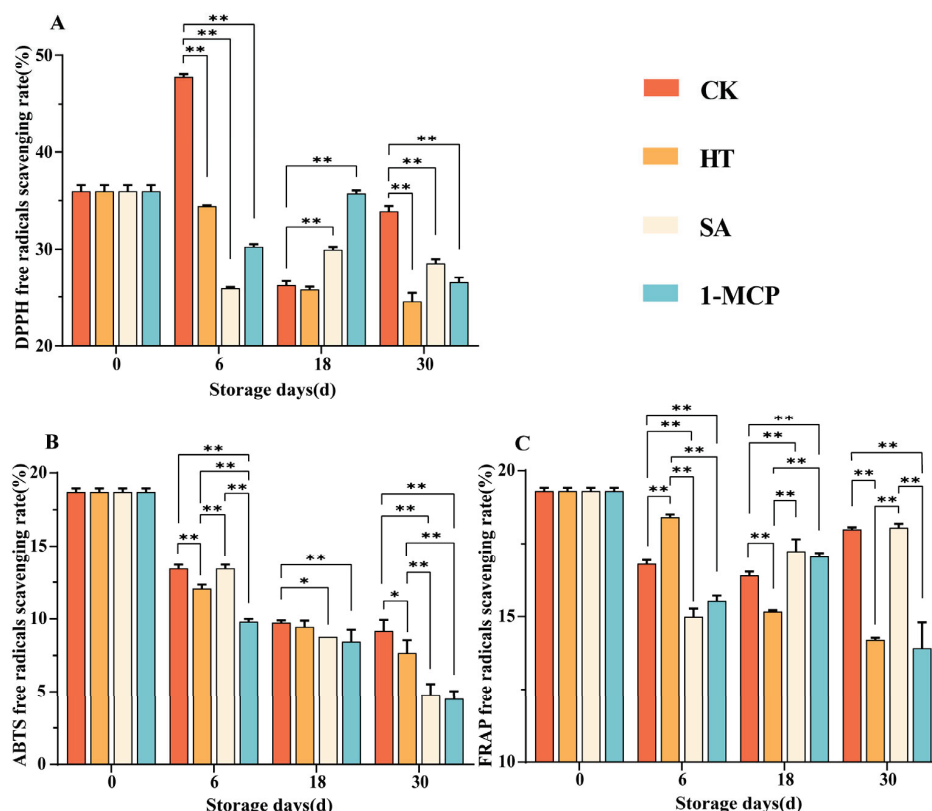 A
DPPH free radicals scavenging rate(%)
50
40
30
20
** ** **
** **
** ** **
0 6 18 30
Storage days(d)
CK
HT
SA
1-MCP
B
ABTS free radicals scavenging rate(%)
20
15
10
5
0
** ** ** ** **
** *
** ** ** ** *
0 6 18 30
Storage days(d)
C
FRAP free radicals scavenging rate(%)
20
15
10
** ** ** ** **
** ** ** ** **
** ** ** **
0 6 18 30
Storage days(d)